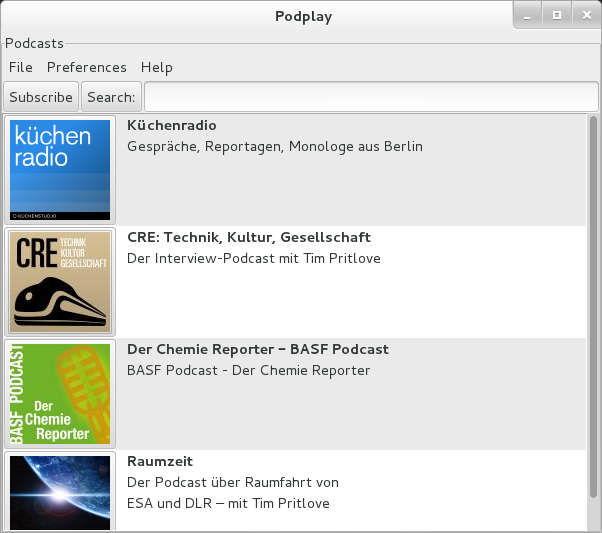 Podplay
Podcasts
File Preferences Help
Subscribe Search:
küchen
radio
KÜCHENSTUD.IO
Küchenradio
Gespräche, Reportagen, Monologe aus Berlin
CRE TECHNIK
KULTUR
GESELLSCHAFT
CRE: Technik, Kultur, Gesellschaft
Der Interview-Podcast mit Tim Pritlove
BASF PODCAST
Der
Chemie
Reporter
Der Chemie Reporter – BASF Podcast
BASF Podcast - Der Chemie Reporter
Raumzeit
Der Podcast über Raumfahrt von
ESA und DLR – mit Tim Pritlove